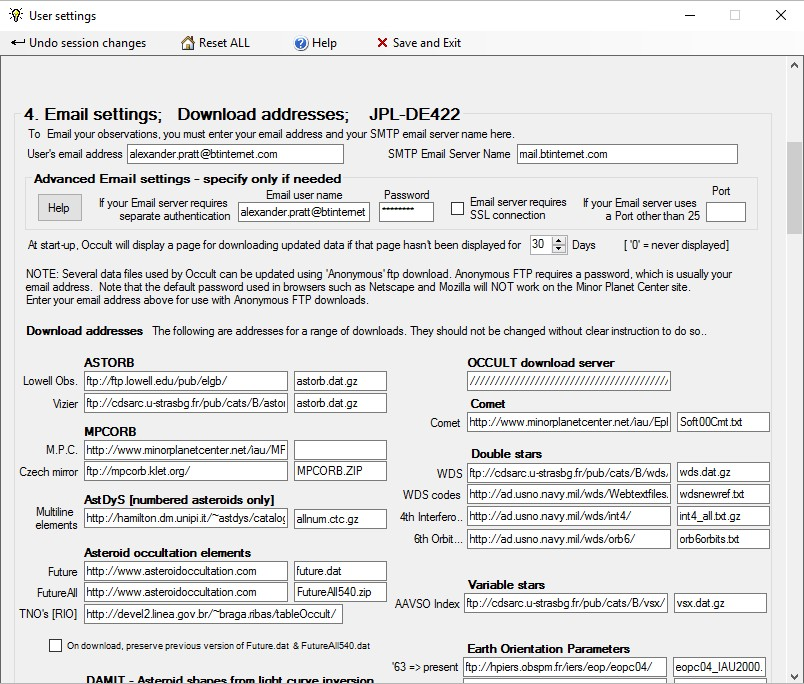 User settings
Undo session changes Reset ALL Help Save and Exit
4. Email settings; Download addresses; JPL-DE422
To Email your observations, you must enter your email address and your SMTP email server name here.
User's email address alexander.pratt@btinternet.com SMTP Email Server Name mail.btinternet.com
Advanced Email settings - specify only if needed
Help
If your Email server requires
separate authentication
Email user name
alexander.pratt@btinternet
Password
********
Email server requires
SSL connection
If your Email server uses
a Port other than 25
Port
At start-up, Occult will display a page for downloading updated data if that page hasn't been displayed for 30 Days [ '0' = never displayed]
NOTE: Several data files used by Occult can be updated using 'Anonymous' ftp download. Anonymous FTP requires a password, which is usually your
email address. Note that the default password used in browsers such as Netscape and Mozilla will NOT work on the Minor Planet Center site.
Enter your email address above for use with Anonymous FTP downloads.
Download addresses The following are addresses for a range of downloads. They should not be changed without clear instruction to do so..
ASTORB
Lowell Obs. ftp://ftp.lowell.edu/pub/elgb/ astorb.dat.gz
Vizier ftp://cdsarc.u-strasbg.fr/pub/cats/B/astor astorb.dat.gz
MPCORB
M.P.C. http://www.minorplanetcenter.net/iau/MF
Czech mirror ftp://mpcorb.klet.org/ MPCORB.ZIP
AstDyS [numbered asteroids only]
Multiline
elements
http://hamilton.dm.unipi.it/~astdys/catalog allnum.ctc.gz
Asteroid occultation elements
Future http://www.asteroidoccultation.com future.dat
FutureAll http://www.asteroidoccultation.com FutureAll540.zip
TNO's [RIO] http://devel2.linea.gov.br/~braga.ribas/tableOccult/
On download, preserve previous version of Future.dat & FutureAll540.dat
DAMIT - Asteroid shapes from light curve inversion
OCCULT download server
////////////////////////////////////////
Comet
Comet http://www.minorplanetcenter.net/iau/Epl Soft00Cmt.txt
Double stars
WDS ftp://cdsarc.u-strasbg.fr/pub/cats/B/wds/ wds.dat.gz
WDS codes http://ad.usno.navy.mil/wds/Webtextfiles. wdsnewref.txt
4th Interfero.. http://ad.usno.navy.mil/wds/int4/ int4_all.txt.gz
6th Orbit... http://ad.usno.navy.mil/wds/orb6/ orb6orbits.txt
Variable stars
AAVSO Index ftp://cdsarc.u-strasbg.fr/pub/cats/B/vsx/ vsx.dat.gz
Earth Orientation Parameters
'63 => present ftp://hpiers.obspm.fr/iers/eop/eopc04/ eopc04_IAU2000.